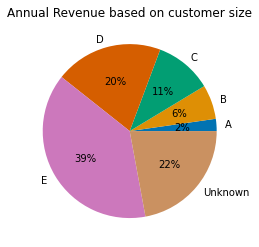 Annual Revenue based on customer size
D
C
20%
11%
B
6%
A
2%
39%
E
22%
Unknown